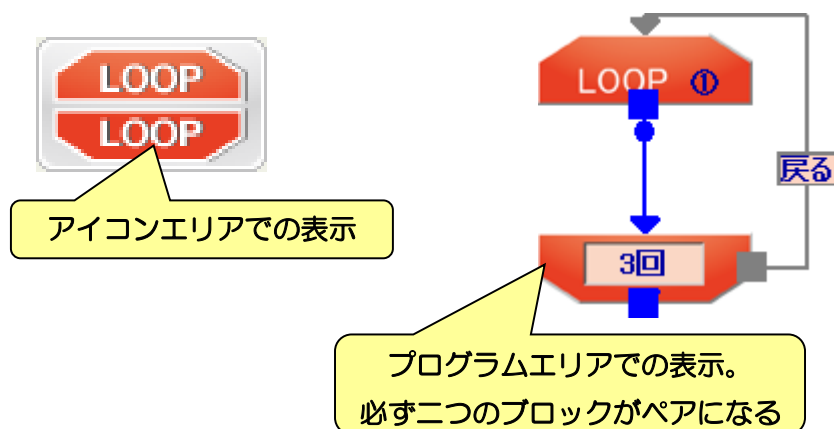 LOOP
LOOP
アイコンエリアでの表示
LOOP ①
戻る
3回
プログラムエリアでの表示。
必ず二つのブロックがペアになる